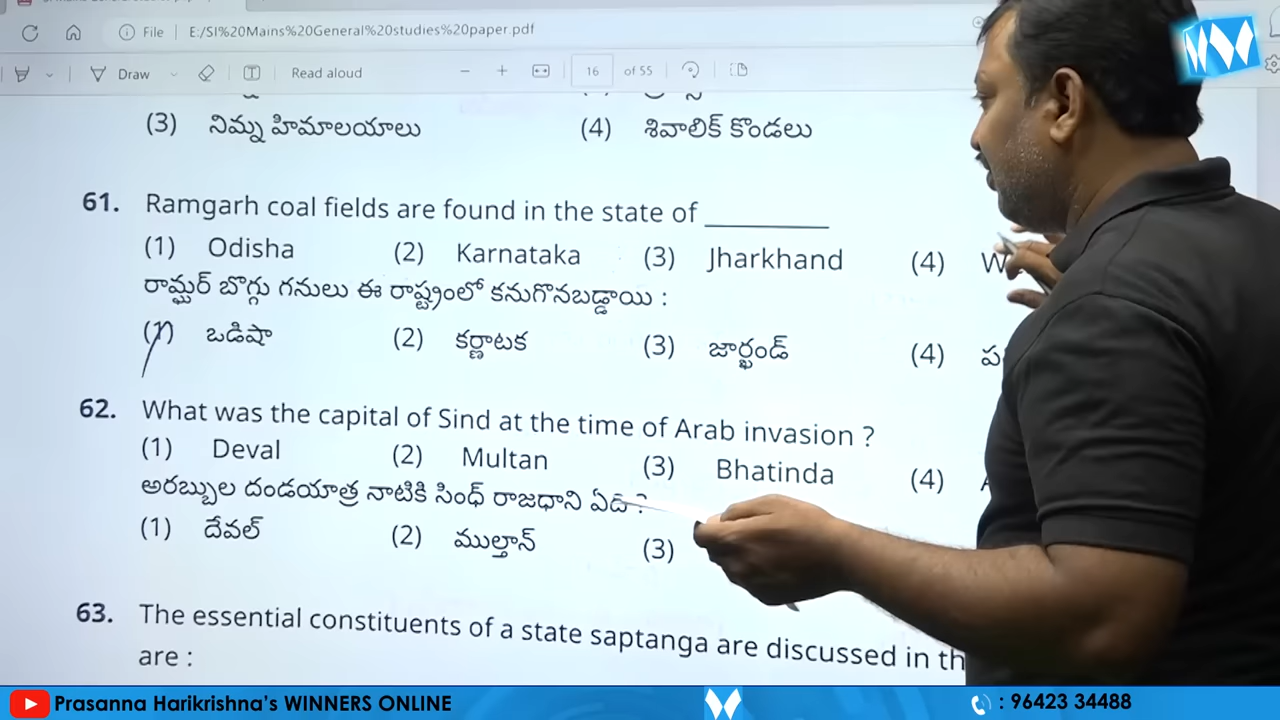 File E:/SI%20Mains%20General%20studies%20paper.pdf
Draw Read aloud 16 of 55
(3) నిమ్న హిమాలయాలు (4) శివాలిక్ కొండలు
61. Ramgarh coal fields are found in the state of ________
(1) Odisha (2) Karnataka (3) Jharkhand (4) W
రామ్ఘర్ బొగ్గు గనులు ఈ రాష్ట్రంలో కనుగొనబడ్డాయి :
(1) ఒడిషా (2) కర్ణాటక (3) జార్ఖండ్ (4) ప
62. What was the capital of Sind at the time of Arab invasion ?
(1) Deval (2) Multan (3) Bhatinda (4)
అరబ్బుల దండయాత్ర నాటికి సింధ్ రాజధాని ఏది ?
(1) దేవల్ (2) ముల్తాన్ (3)
63. The essential constituents of a state saptanga are discussed in th
are :
Prasanna Harikrishna's WINNERS ONLINE : 96423 34488